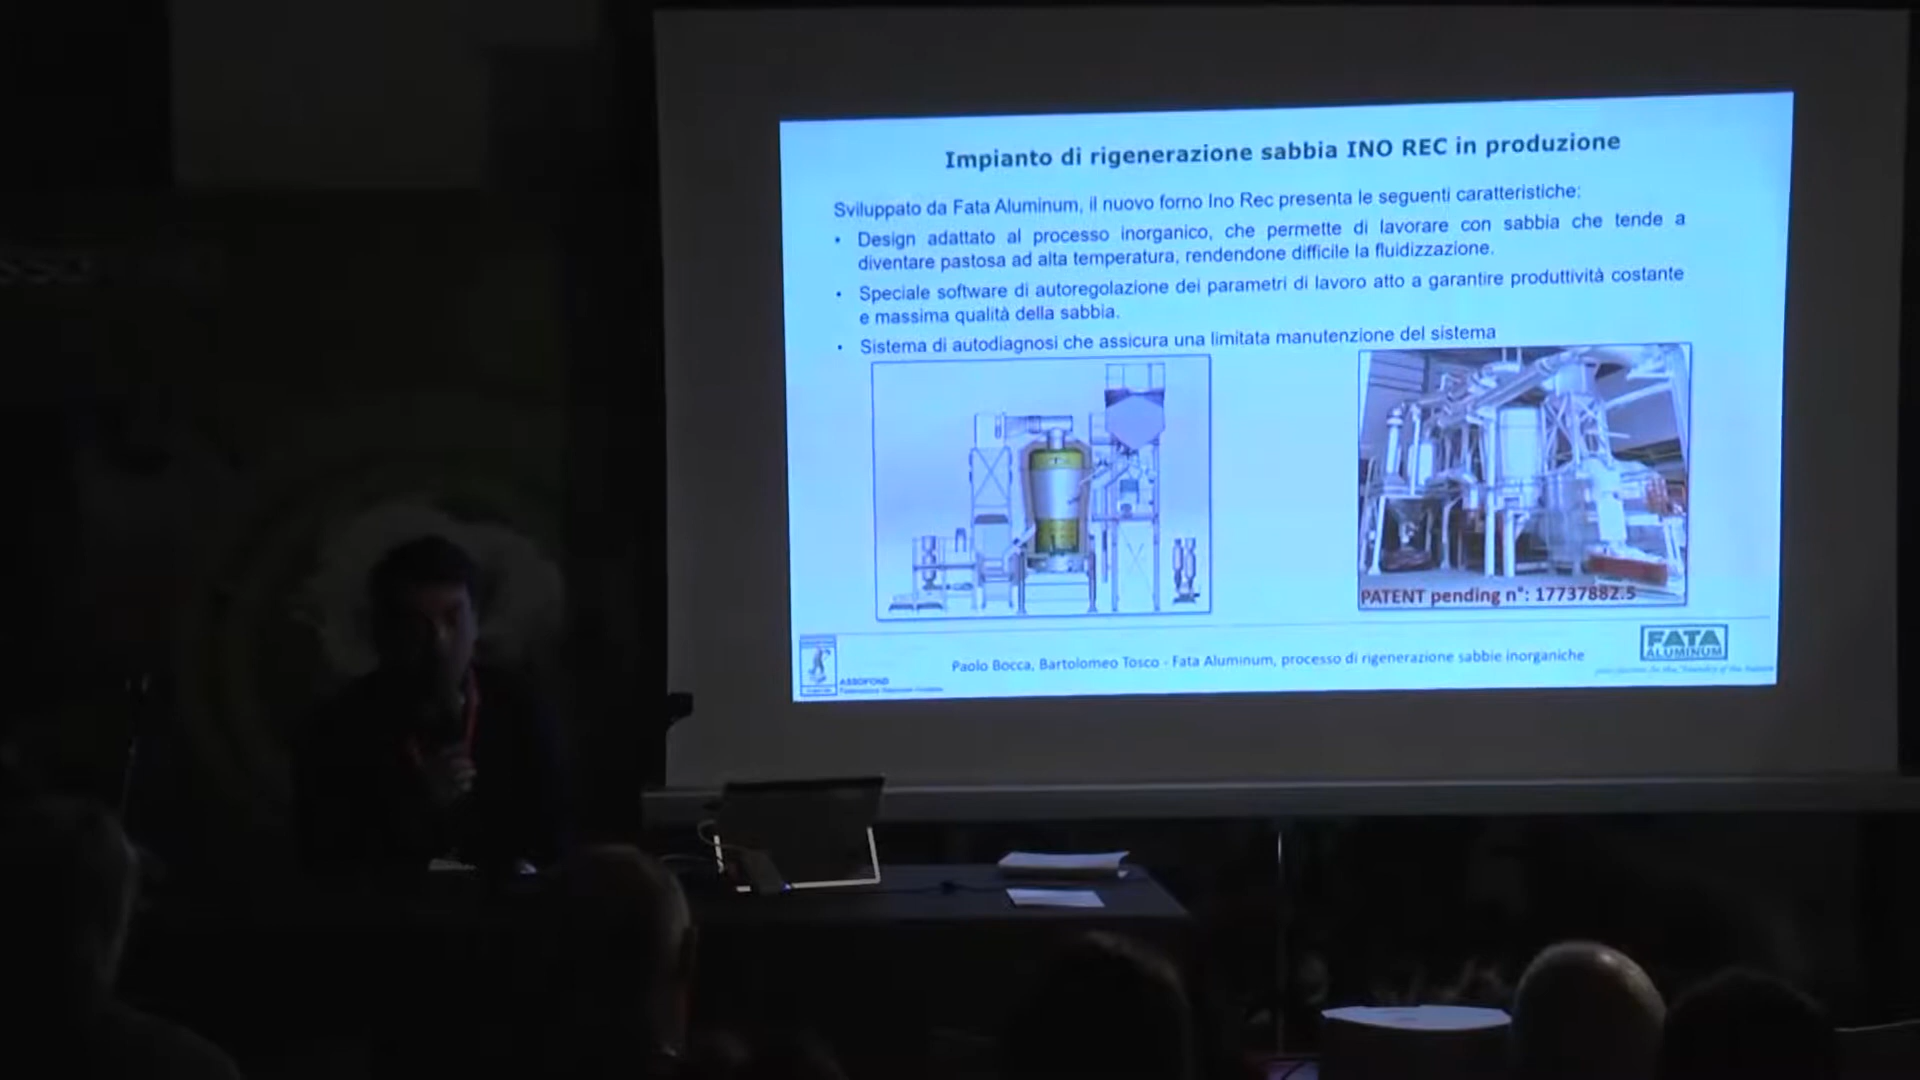 Impianto di rigenerazione sabbia INO REC in produzione
Sviluppato da Fata Aluminum, il nuovo forno Ino Rec presenta le seguenti caratteristiche:
• Design adattato al processo inorganico, che permette di lavorare con sabbia che tende a
diventare pastosa ad alta temperatura, rendendone difficile la fluidizzazione.
• Speciale software di autoregolazione dei parametri di lavoro atto a garantire produttività costante
e massima qualità della sabbia.
• Sistema di autodiagnosi che assicura una limitata manutenzione del sistema
PATENT pending n°: 17737882.5
ASSOFOND
Paolo Bocca, Bartolomeo Tosco - Fata Aluminum, processo di rigenerazione sabbie inorganiche
FATA
ALUMINUM